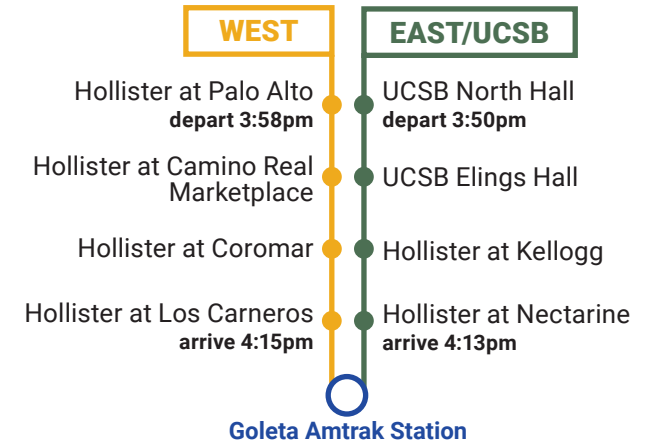 WEST
Hollister at Palo Alto
depart 3:58pm
Hollister at Camino Real
Marketplace
Hollister at Coromar
Hollister at Los Carneros
arrive 4:15pm
EAST/UCSB
UCSB North Hall
depart 3:50pm
UCSB Elings Hall
Hollister at Kellogg
Hollister at Nectarine
arrive 4:13pm
Goleta Amtrak Station